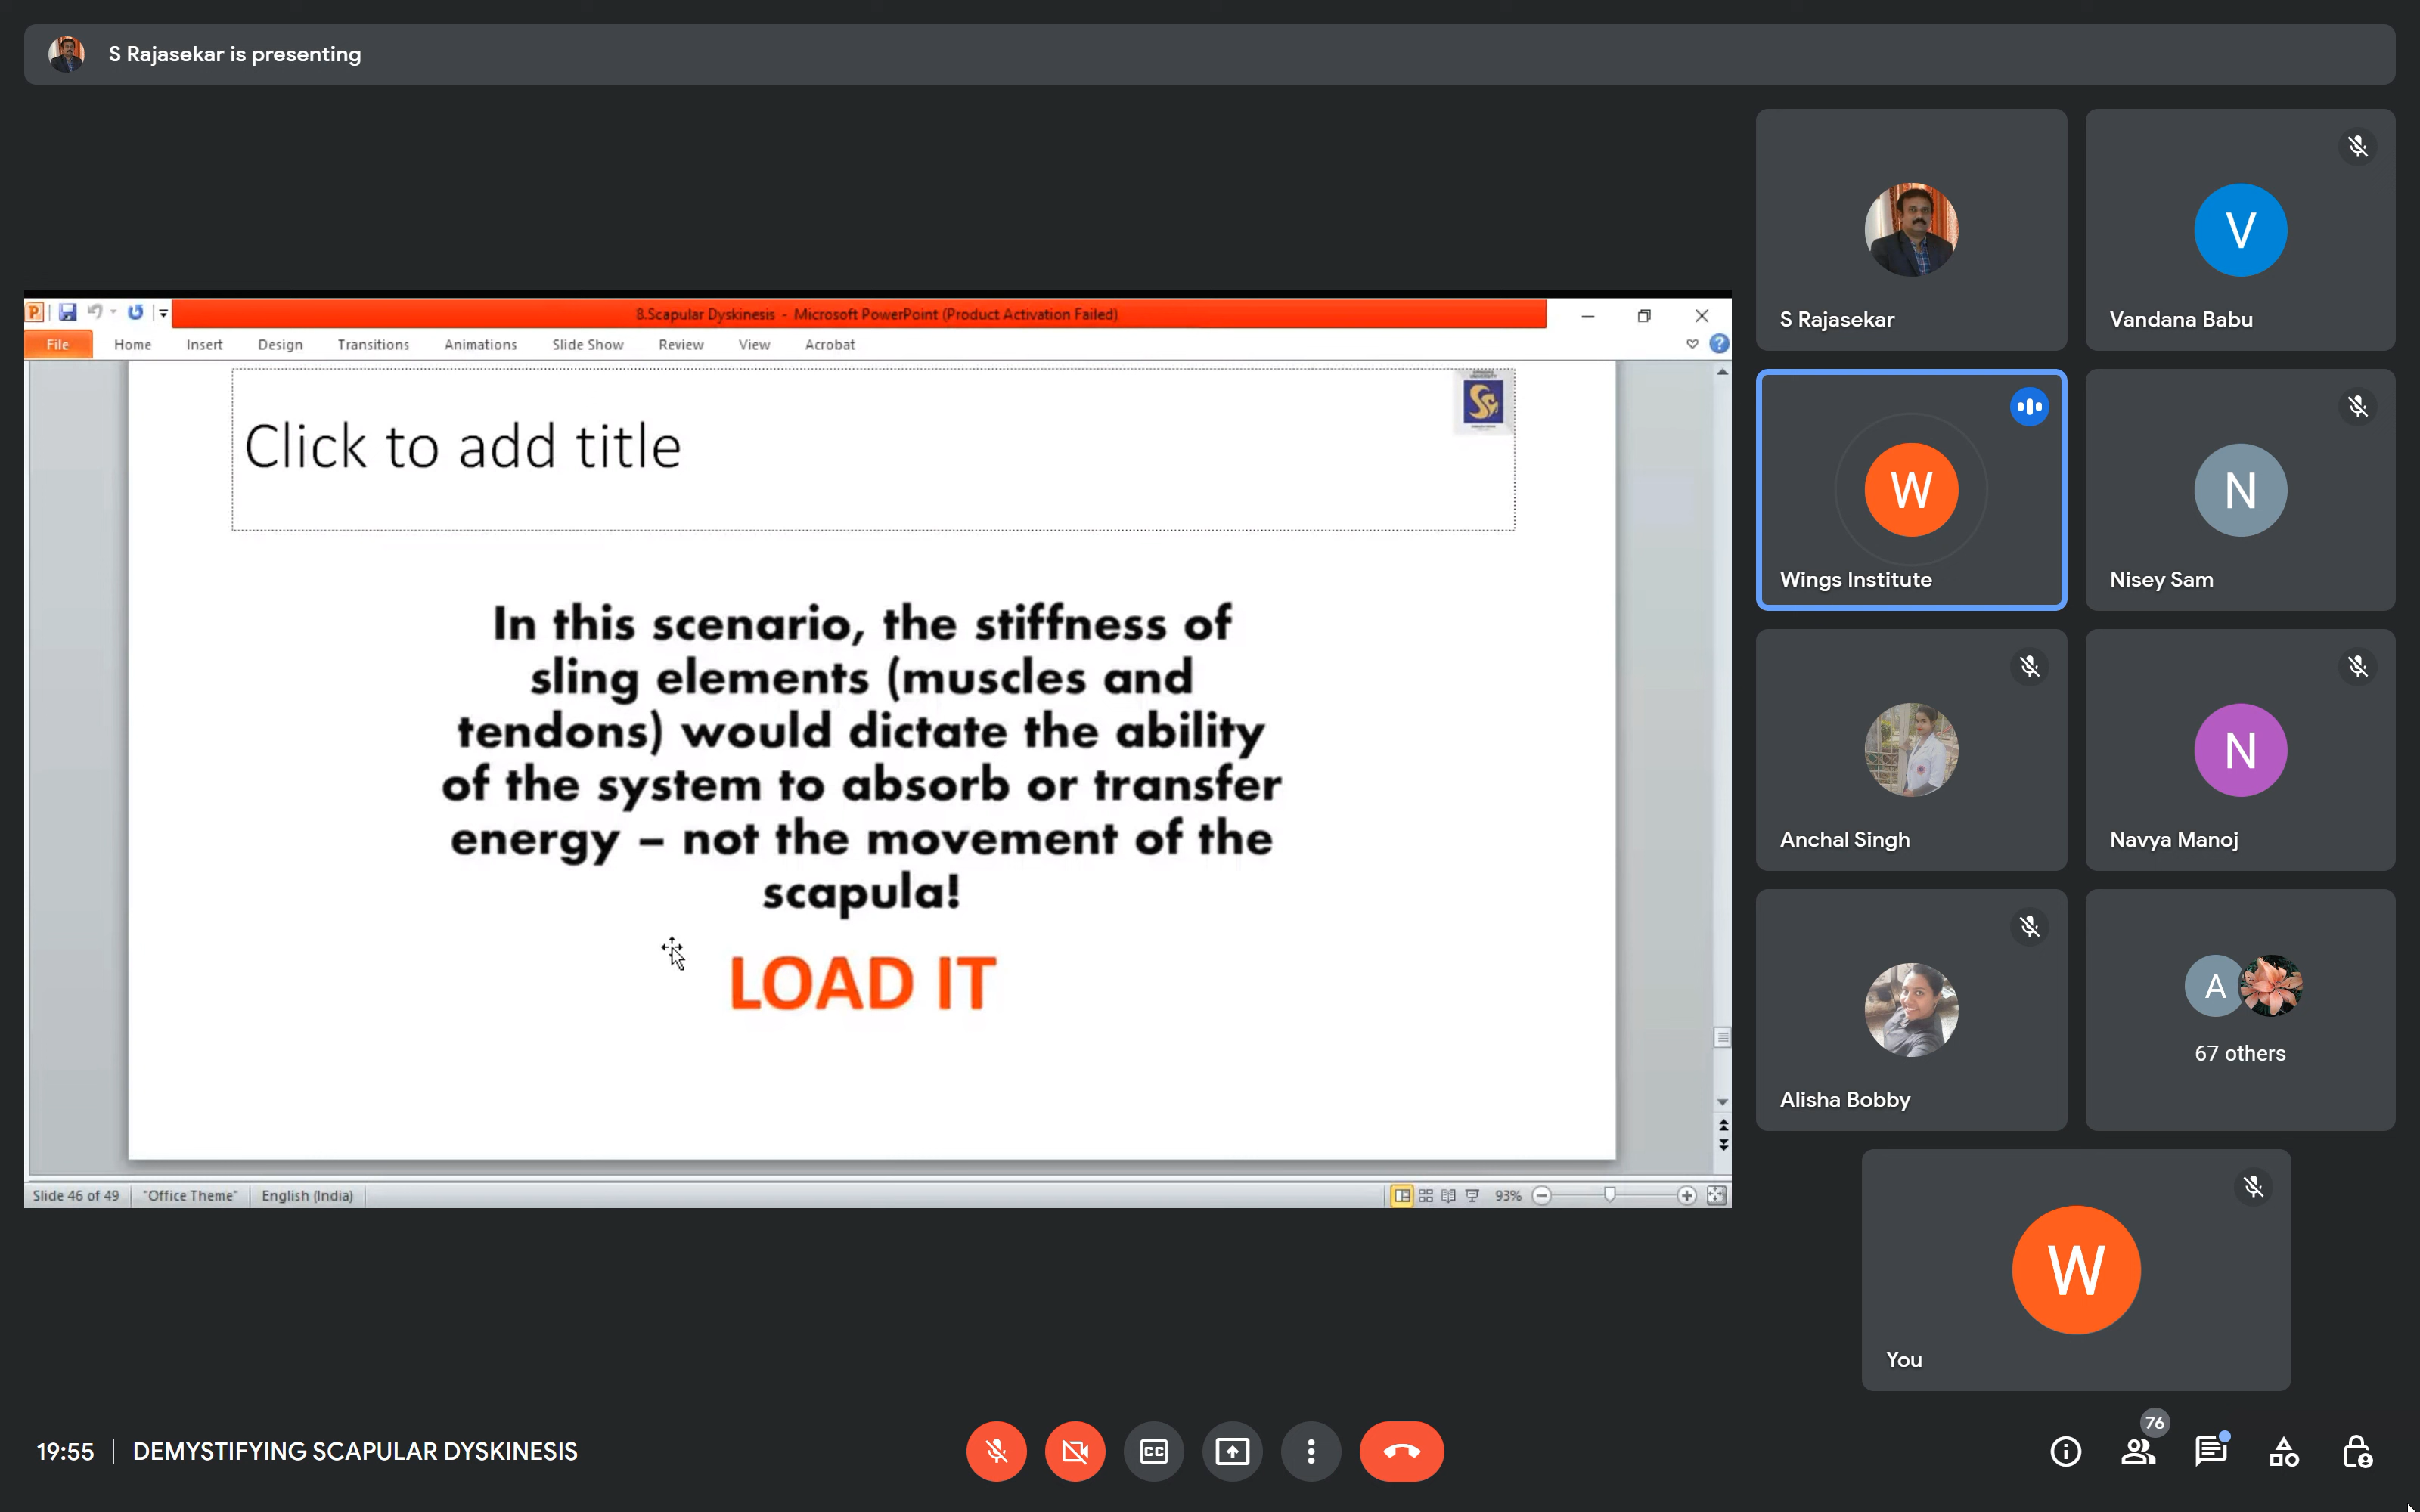 S Rajasekar is presenting
8.Scapular Dyskinesis - Microsoft PowerPoint (Product Activation Failed)
File Home Insert Design Transitions Animations Slide Show Review View Acrobat
Click to add title
In this scenario, the stiffness of
sling elements (muscles and
tendons) would dictate the ability
of the system to absorb or transfer
energy – not the movement of the
scapula!
LOAD IT
Slide 46 of 49 "Office Theme" English (India) 93%
S Rajasekar
V
Vandana Babu
W
Wings Institute
N
Nisey Sam
Anchal Singh
N
Navya Manoj
Alisha Bobby
A
67 others
W
You
19:55 | DEMYSTIFYING SCAPULAR DYSKINESIS
CC
76